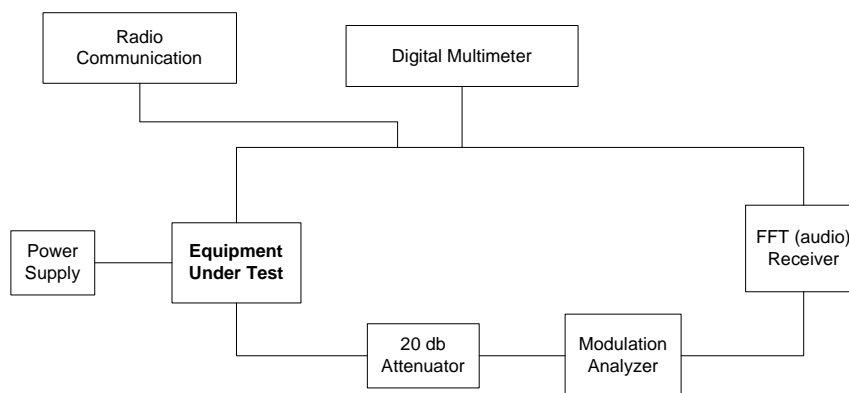 Radio
Communication
Digital Multimeter
Power
Supply
Equipment
Under Test
FFT (audio)
Receiver
20 db
Attenuator
Modulation
Analyzer